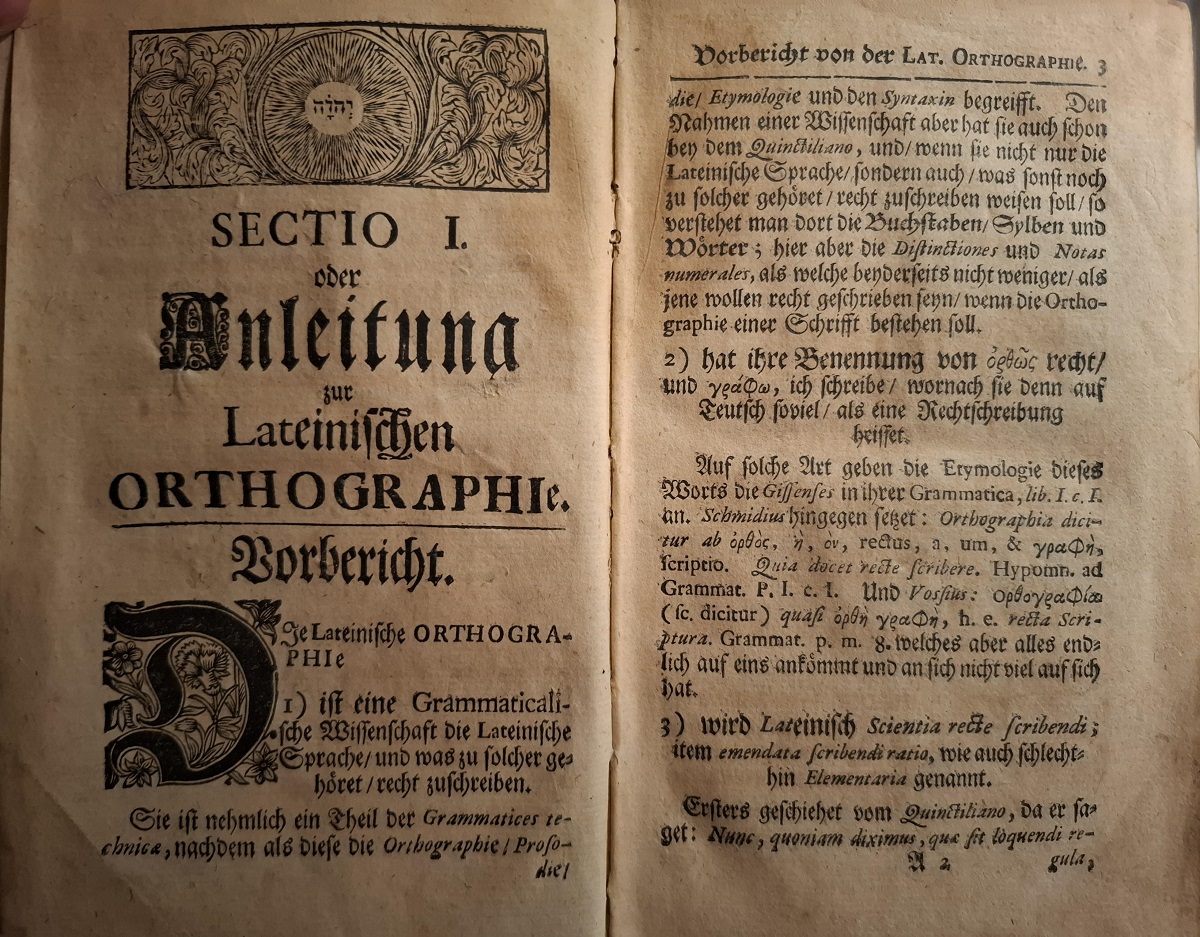 יְהוָֹה
SECTIO I.
oder
Anleitung
zur
Lateinischen
ORTHOGRAPHIe.
Vorbericht.
DJe Lateinische ORTHOGRA-
PHIe
1) ist eine Grammaticali-
sche Wissenschaft die Lateinische
Sprache/ und was zu solcher ge-
höret/ recht zuschreiben.
Sie ist nehmlich ein Theil der Grammatices te-
chnicæ, nachdem als diese die Orthographie/ Proso-
die/
Vorbericht von der LAT. ORTHOGRAPHIE. 3
die/ Etymologie und den Syntaxin begreifft. Den
Nahmen einer Wissenschaft aber hat sie auch schon
bey dem Quinctiliano, und/ wenn sie nicht nur die
Lateinische Sprache/ sondern auch/ was sonst noch
zu solcher gehöret/ recht zuschreiben weisen soll/ so
verstehet man dort die Buchstaben/ Sylben und
Wörter; hier aber die Distinctiones und Notas
numerales, als welche beyderseits nicht weniger/ als
jene wollen recht geschrieben seyn/ wenn die Ortho-
graphie einer Schrifft bestehen soll.
2) hat ihre Benennung von ὀρθῶς recht/
und γράφω, ich schreibe/ wornach sie denn auf
Teutsch soviel/ als eine Rechtschreibung
heisset.
Auf solche Art geben die Etymologie dieses
Worts die Gissenses in ihrer Grammatica, lib. I. c. I.
an. Schmidius hingegen setzet: Orthographia dici-
tur ab ὀρθὸς, ὴ, ὸν, rectus, a, um, & γραφὴ,
scriptio. Quia docet recte scribere. Hypomn. ad
Grammat. P. I. c. I. Und Vossius: Ορθογραφία
(sc. dicitur) quasi ὀρθὴ γραφὴ, h. e. recta Scri-
ptura. Grammat. p. m. 8. welches aber alles end-
lich auf eins ankömmt und an sich nicht viel auf sich
hat.
3) wird Lateinisch Scientia recte scribendi;
item emendata scribendi ratio, wie auch schlecht-
hin Elementaria genannt.
Ersters geschiehet vom Quinctiliano, da er sa-
get: Nunc, quoniam diximus, quæ sit loquendi re-
A 2 gula,